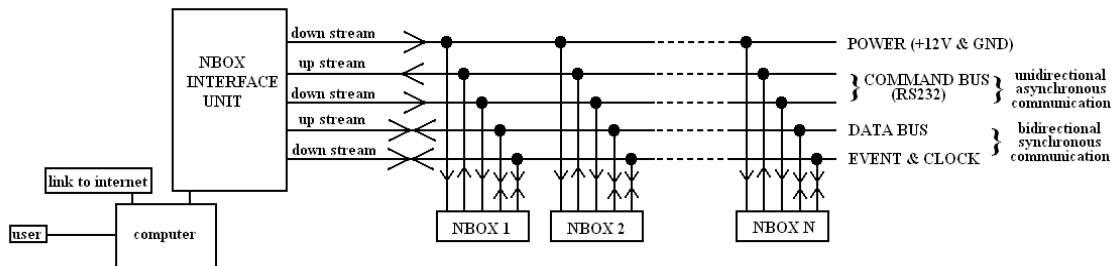 NBOX
INTERFACE
UNIT
down stream
up stream
down stream
up stream
down stream
POWER (+12V & GND)
} COMMAND BUS }
(RS232)
unidirectional
asynchronous
communication
DATA BUS
EVENT & CLOCK
}
bidirectional
synchronous
communication
link to internet
user
computer
NBOX 1
NBOX 2
NBOX N